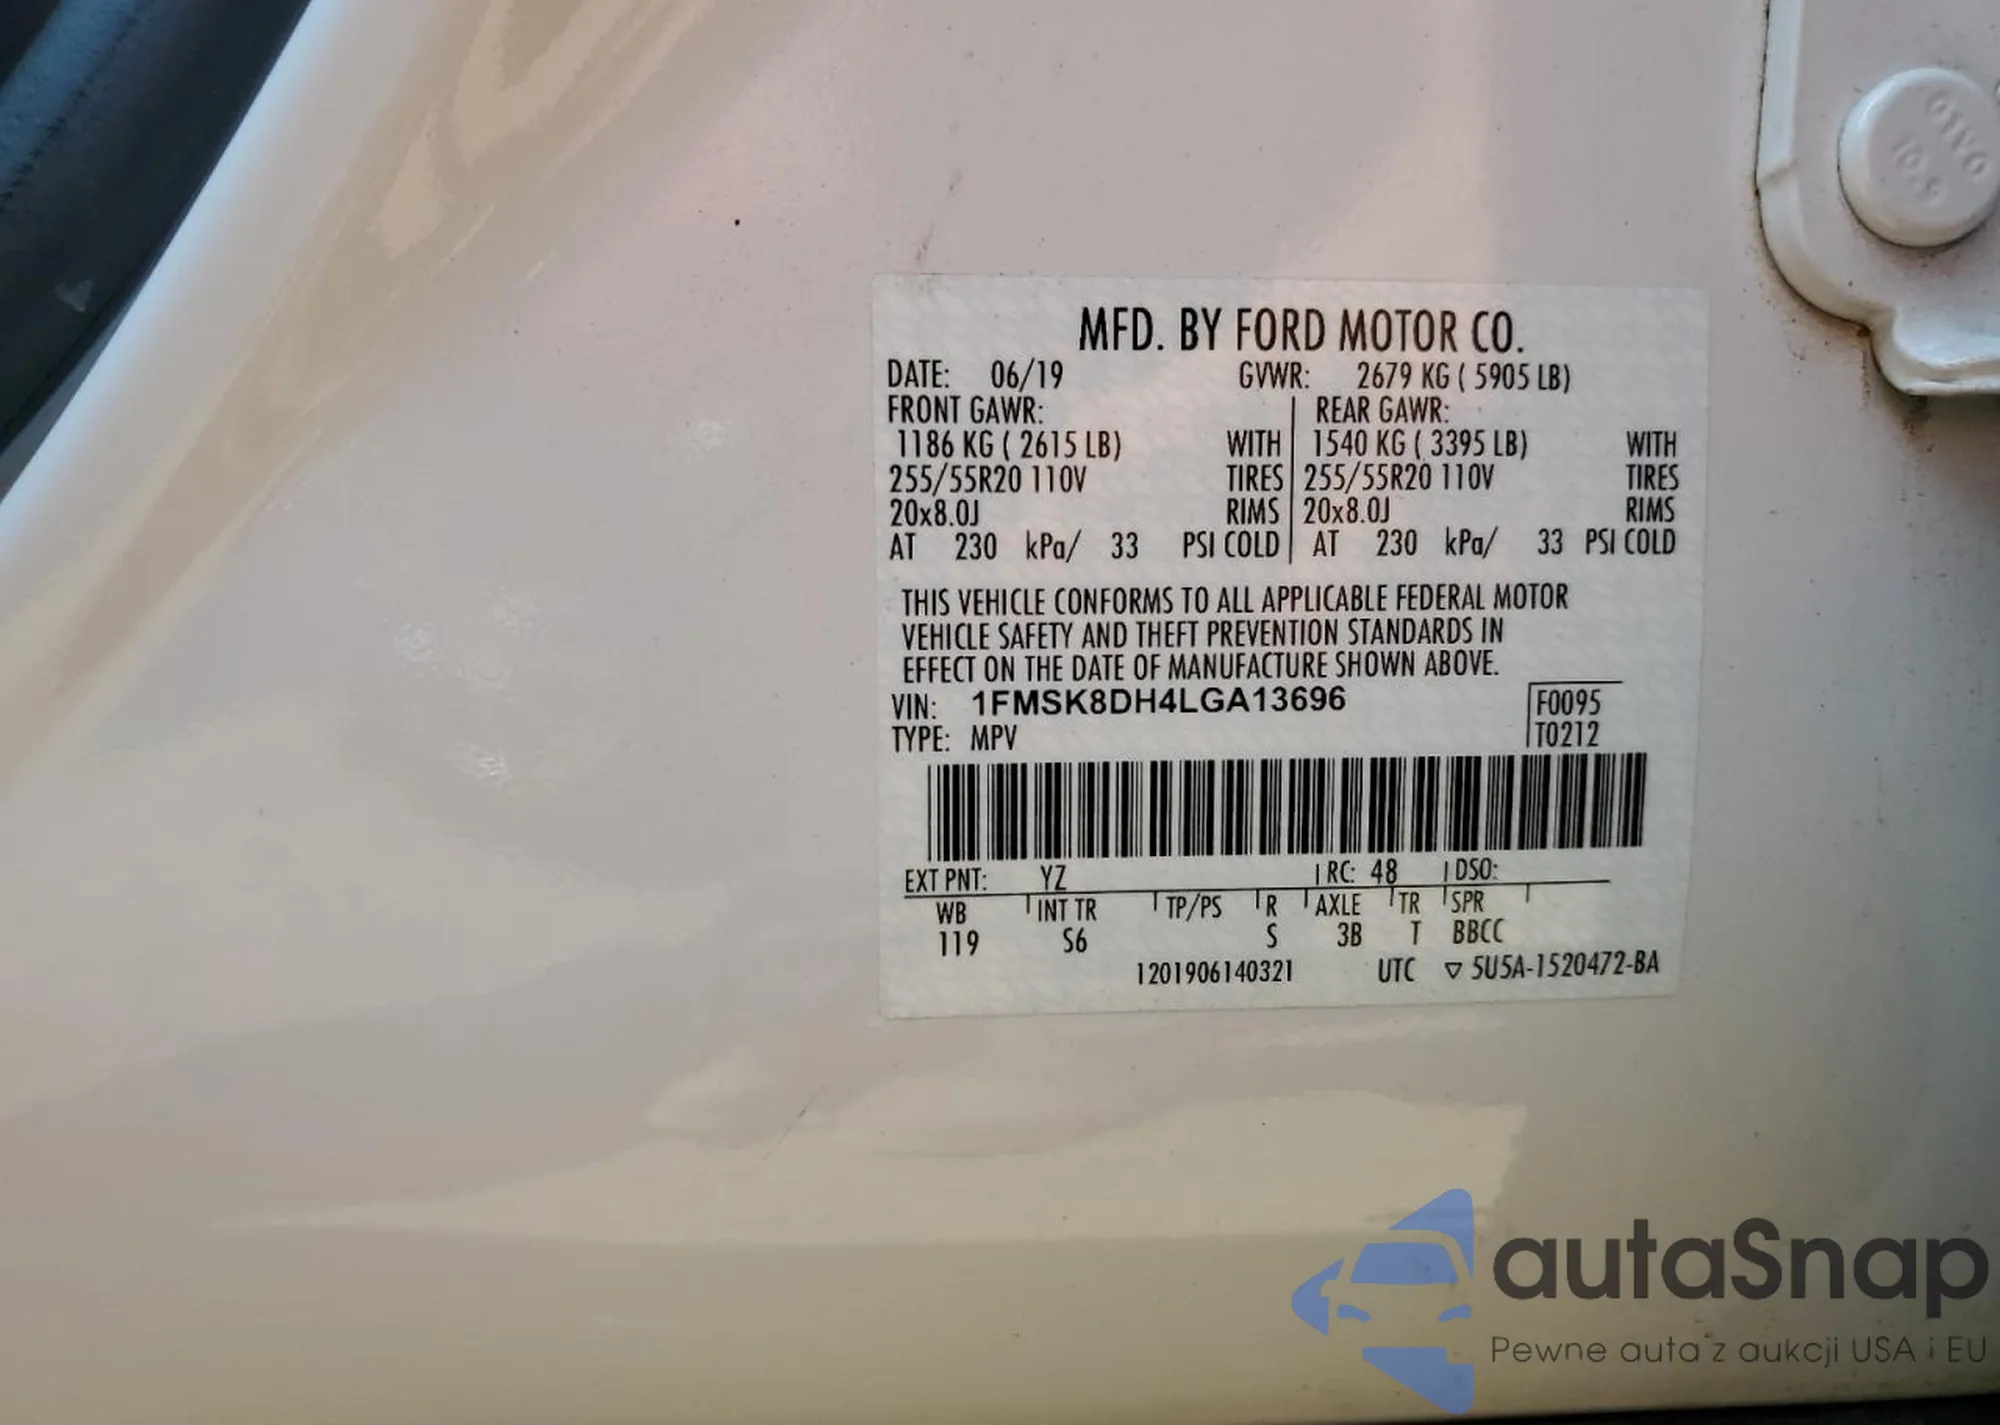 OSVO
10.9
MFD. BY FORD MOTOR CO.
DATE: 06/19 GVWR: 2679 KG ( 5905 LB)
FRONT GAWR: REAR GAWR:
1186 KG ( 2615 LB) WITH 1540 KG ( 3395 LB) WITH
255/55R20 110V TIRES 255/55R20 110V TIRES
20x8.0J RIMS 20x8.0J RIMS
AT 230 kPa/ 33 PSI COLD AT 230 kPa/ 33 PSI COLD
THIS VEHICLE CONFORMS TO ALL APPLICABLE FEDERAL MOTOR
VEHICLE SAFETY AND THEFT PREVENTION STANDARDS IN
EFFECT ON THE DATE OF MANUFACTURE SHOWN ABOVE.
VIN: 1FMSK8DH4LGA13696 F0095
TYPE: MPV T0212
EXT PNT: YZ RC: 48 DSO:
WB INT TR TP/PS R AXLE TR SPR
119 S6 S 3B T BBCC
1201906140321 UTC ▽ 5U5A-1520472-BA
autaSnap
Pewne auta z aukcji USA i EU